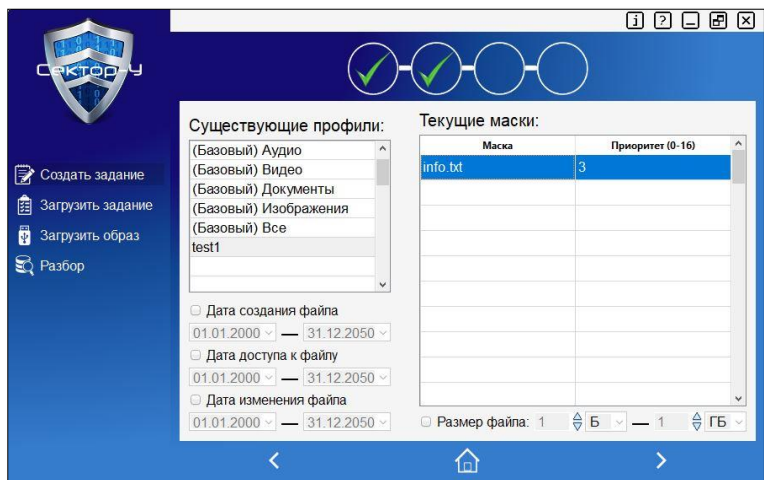 Сектор-У
Создать задание
Загрузить задание
Загрузить образ
Разбор
Существующие профили:
(Базовый) Аудио
(Базовый) Видео
(Базовый) Документы
(Базовый) Изображения
(Базовый) Все
test1
Дата создания файла
01.01.2000 — 31.12.2050
Дата доступа к файлу
01.01.2000 — 31.12.2050
Дата изменения файла
01.01.2000 — 31.12.2050
Текущие маски:
Маска Приоритет (0-16)
info.txt 3
Размер файла: 1 Б — 1 ГБ